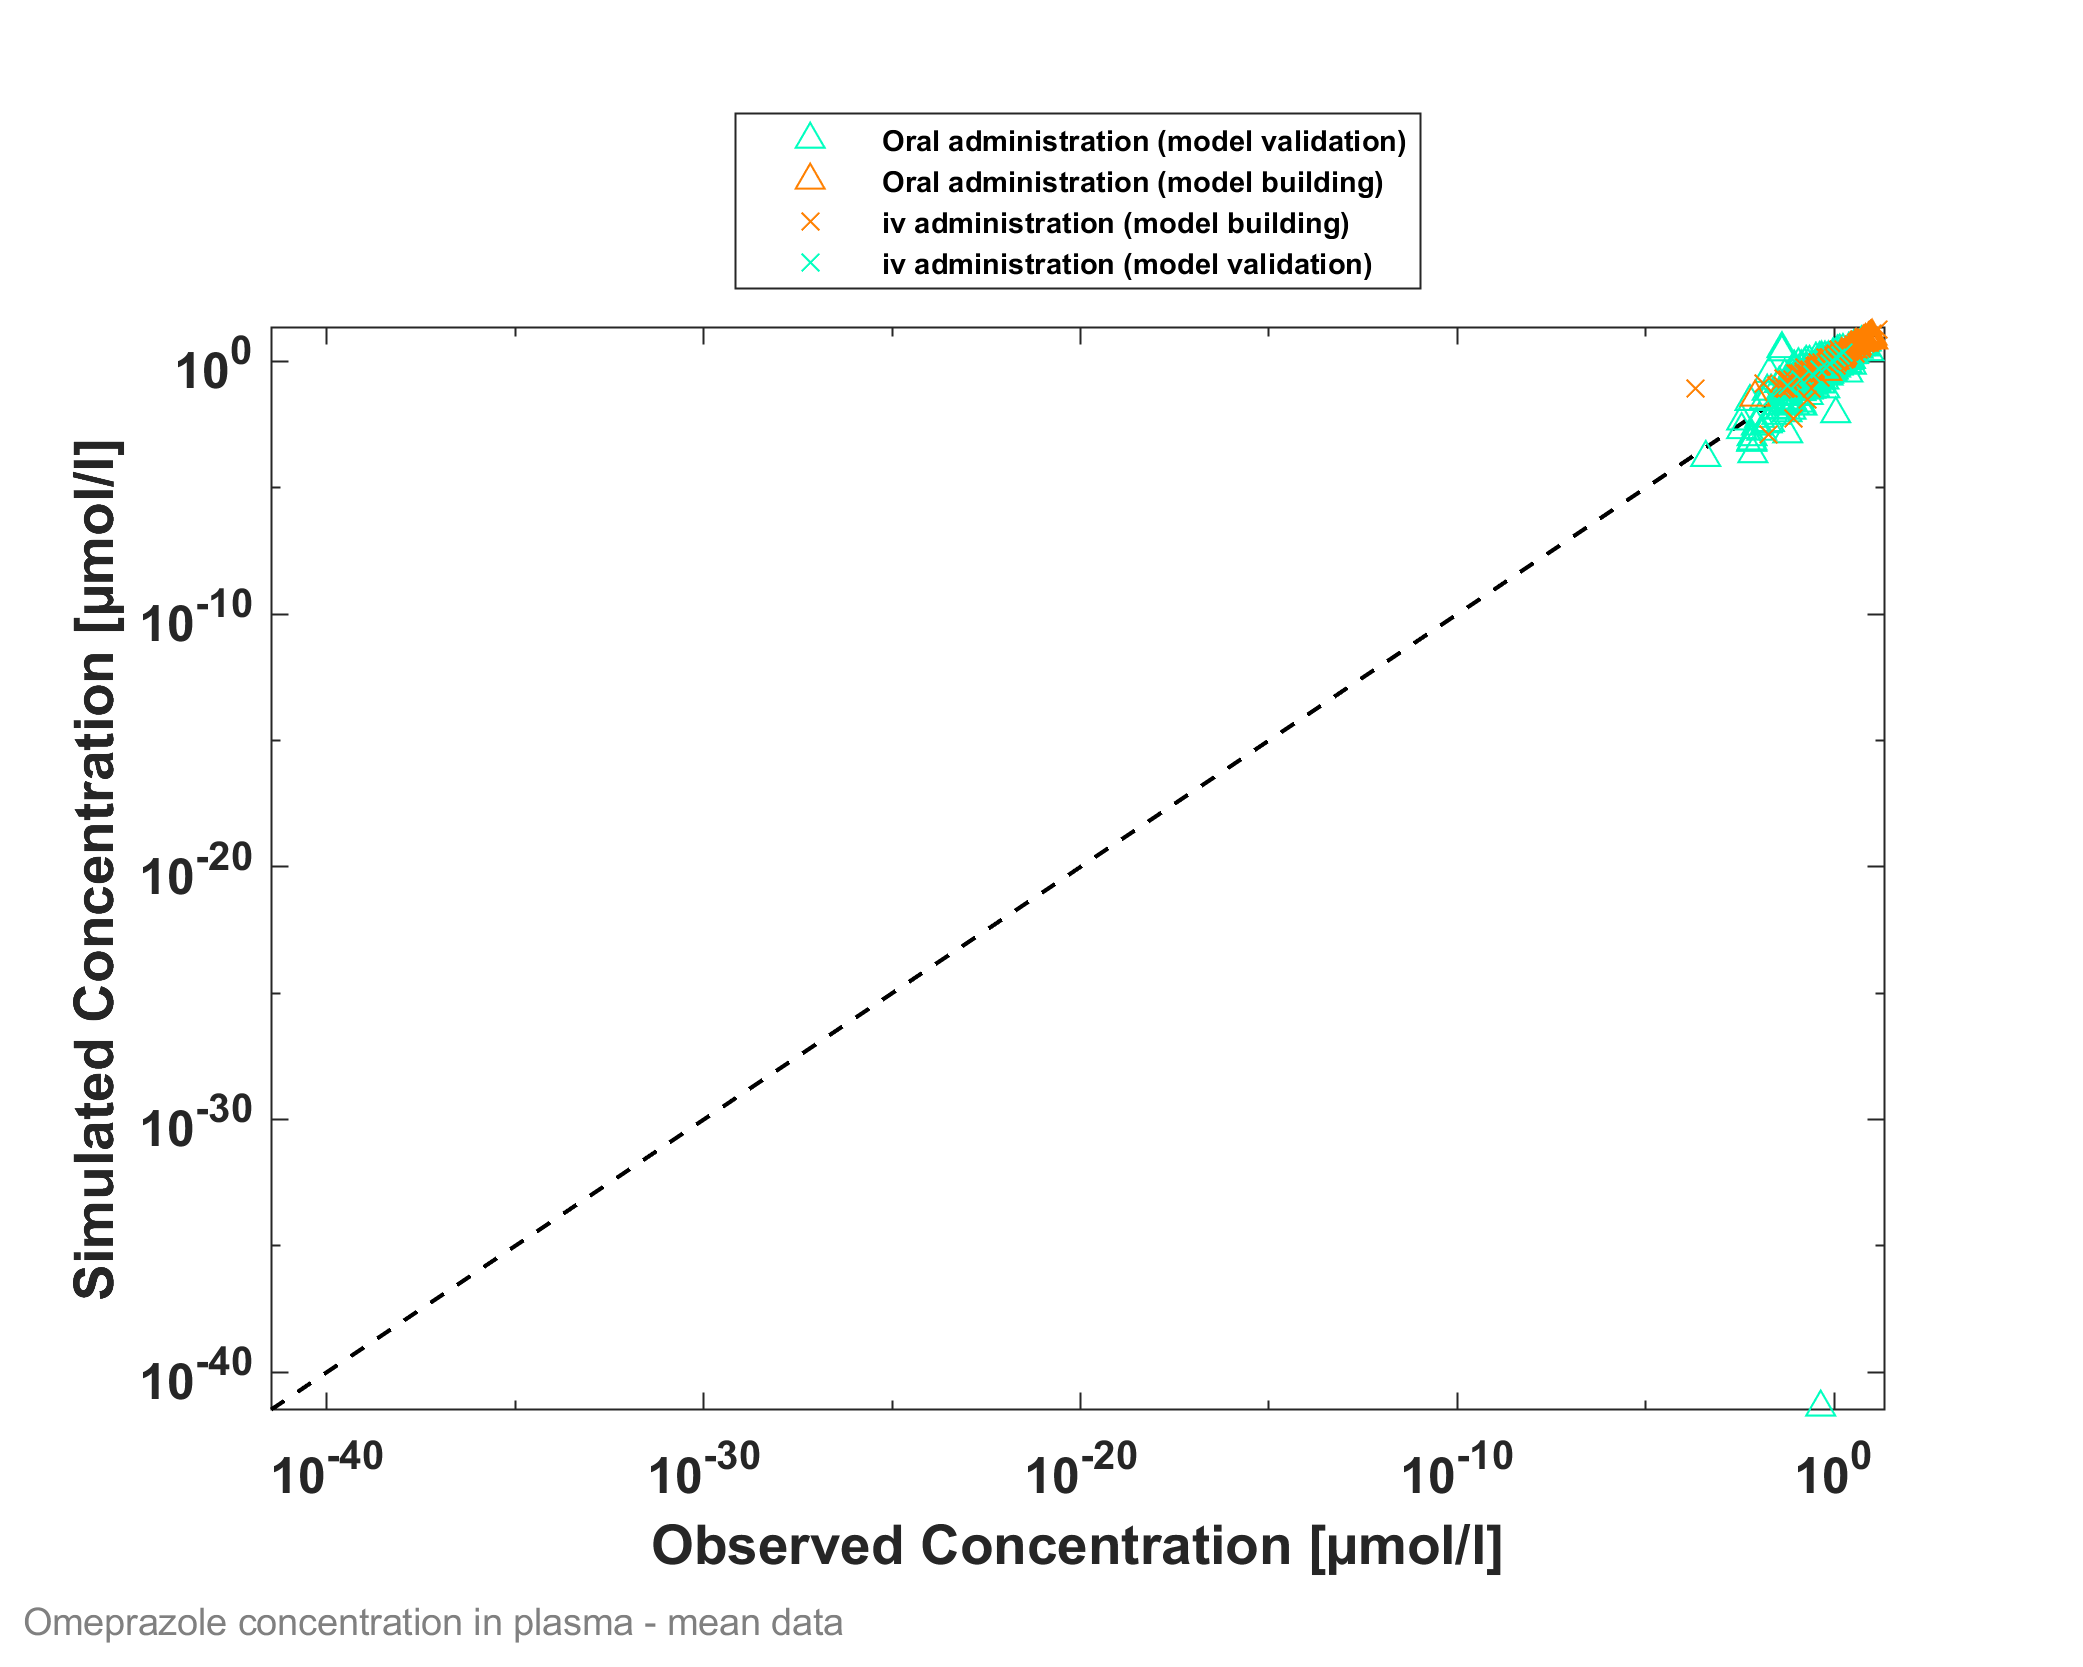 Oral administration (model validation)
Oral administration (model building)
iv administration (model building)
iv administration (model validation)
10^0
10^-10
10^-20
10^-30
10^-40
Simulated Concentration [µmol/l]
10^-40 10^-30 10^-20 10^-10 10^0
Observed Concentration [µmol/l]
Omeprazole concentration in plasma - mean data